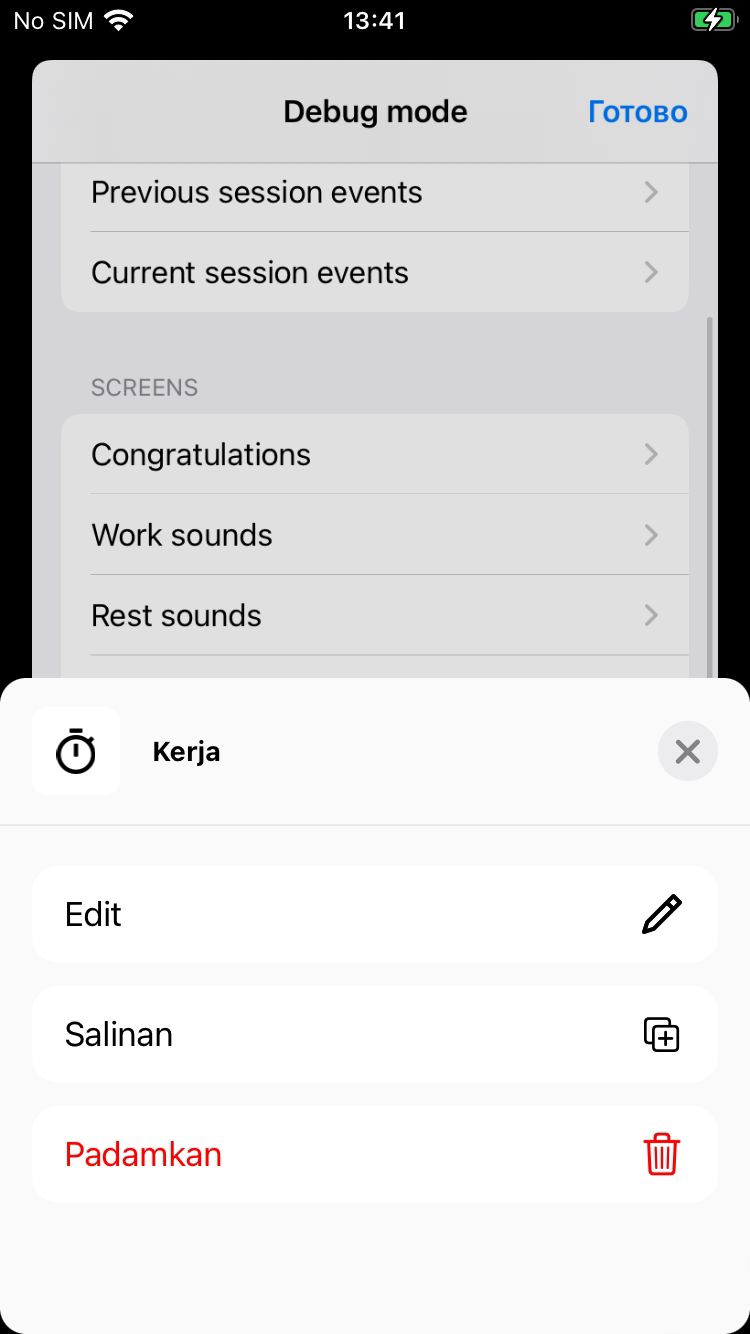 No SIM 13:41
Debug mode Готово
Previous session events
Current session events
SCREENS
Congratulations
Work sounds
Rest sounds
Kerja
Edit
Salinan
Padamkan